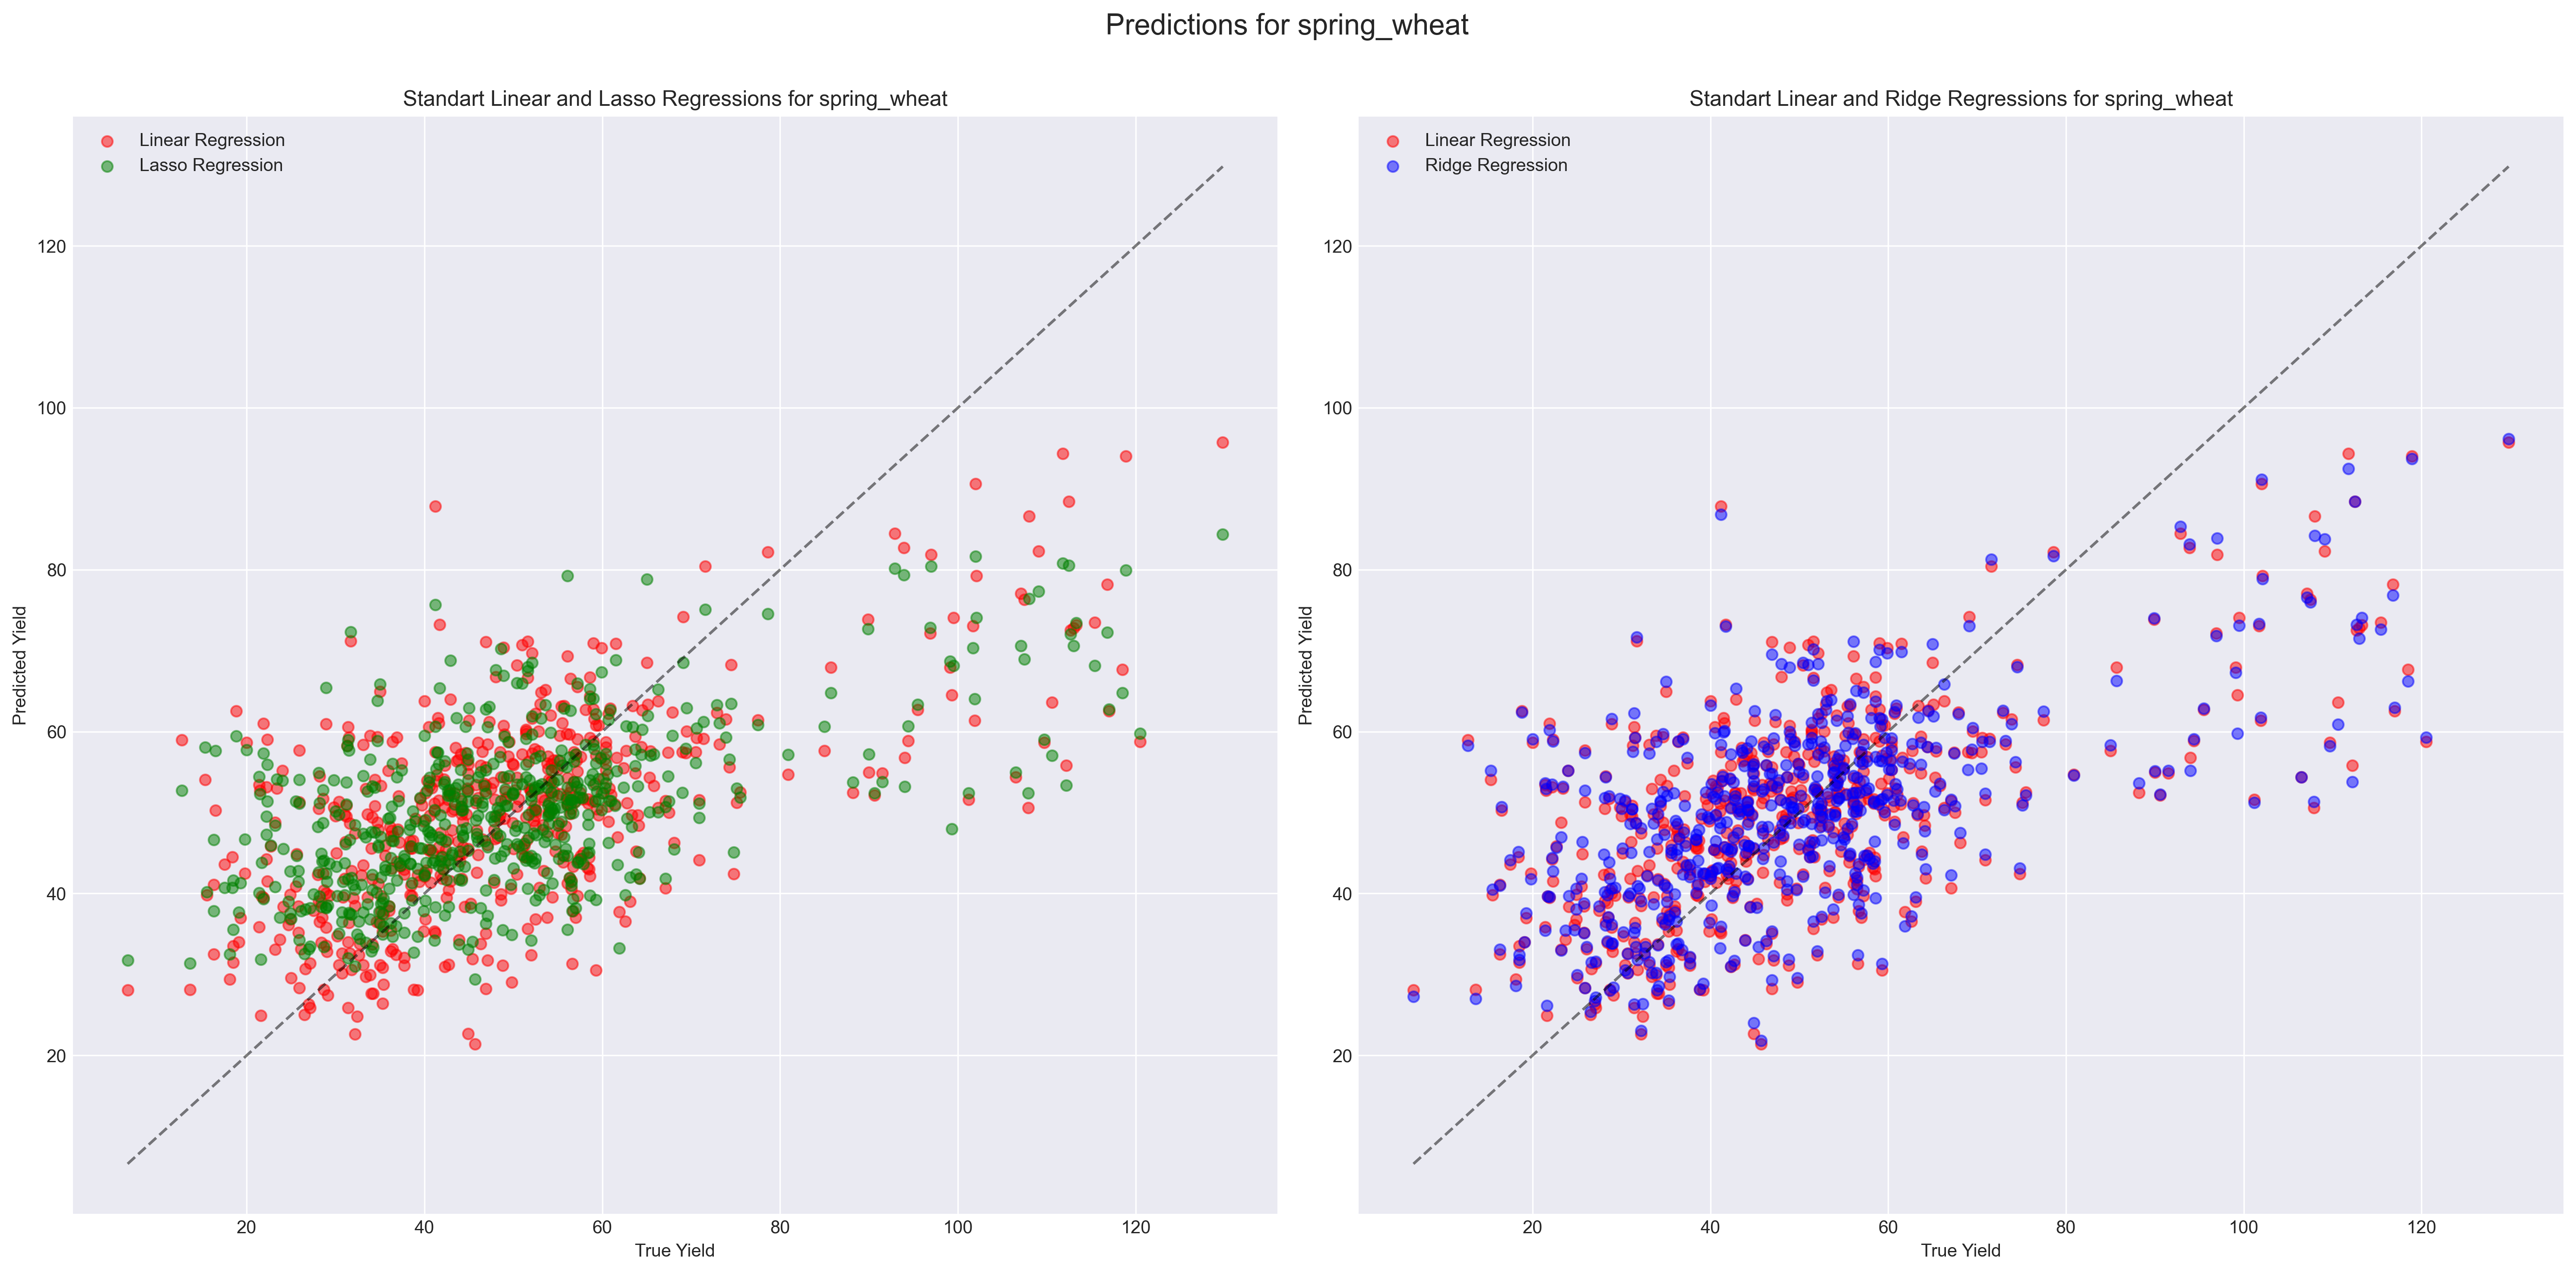 Predictions for spring_wheat
Standart Linear and Lasso Regressions for spring_wheat
Linear Regression
Lasso Regression
120
100
80
60
40
20
Predicted Yield
20 40 60 80 100 120
True Yield
Standart Linear and Ridge Regressions for spring_wheat
Linear Regression
Ridge Regression
120
100
80
60
40
20
Predicted Yield
20 40 60 80 100 120
True Yield